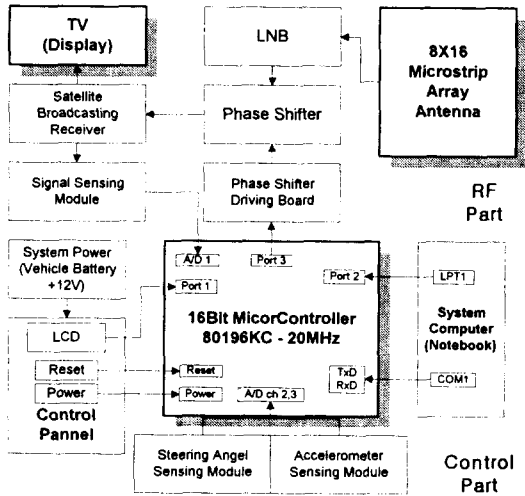 TV
(Display)
LNB
8X16
Microstrip
Array
Antenna
Satellite
Broadcasting
Receiver
Phase Shifter
Signal Sensing
Module
Phase Shifter
Driving Board
RF
Part
System Power
(Vehicle Battery
+12V)
A/D 1
Port 3
Port 2
LPT1
Port 1
16Bit MicorController
80196KC - 20MHz
System
Computer
(Notebook)
LCD
Reset
Reset
TxD
RxD
COM1
Power
Power
A/D ch 2,3
Control
Pannel
Steering Angel
Sensing Module
Accelerometer
Sensing Module
Control
Part